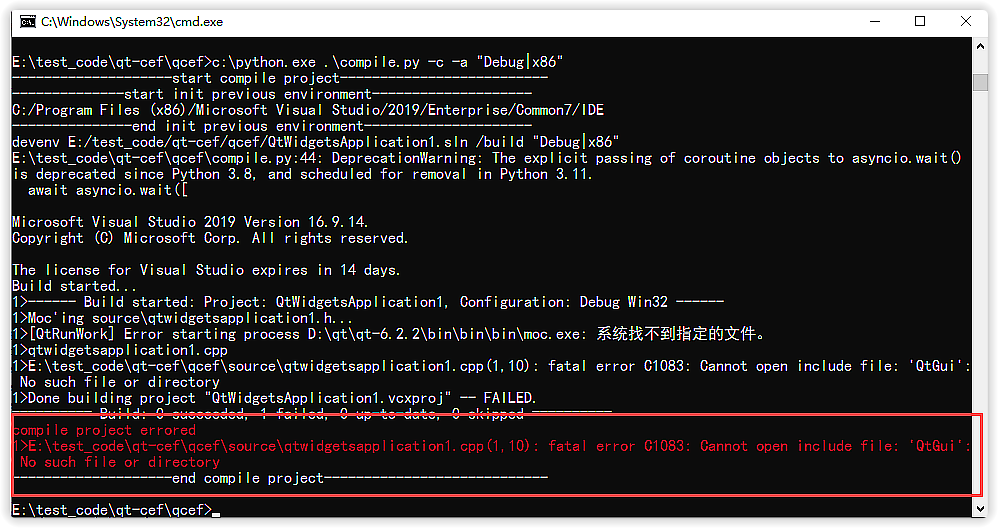 C:\Windows\System32\cmd.exe
E:\test_code\qt-cef\qcef>c:\python.exe .\compile.py -c -a "Debug|x86"
--------------------start compile project--------------------------
--------------start init previous environment--------------------
C:/Program Files (x86)/Microsoft Visual Studio/2019/Enterprise/Common7/IDE
---------------end init previous environment---------------------
devenv E:/test_code/qt-cef/qcef/QtWidgetsApplication1.sln /build "Debug|x86"
E:\test_code\qt-cef\qcef\compile.py:44: DeprecationWarning: The explicit passing of coroutine objects to asyncio.wait()
is deprecated since Python 3.8, and scheduled for removal in Python 3.11.
  await asyncio.wait([
Microsoft Visual Studio 2019 Version 16.9.14.
Copyright (C) Microsoft Corp. All rights reserved.
The license for Visual Studio expires in 14 days.
Build started...
1>------ Build started: Project: QtWidgetsApplication1, Configuration: Debug Win32 ------
1>Moc'ing source\qtwidgetsapplication1.h...
1>[QtRunWork] Error starting process D:\qt\qt-6.2.2\bin\bin\bin\moc.exe: 系统找不到指定的文件。
1>qtwidgetsapplication1.cpp
1>E:\test_code\qt-cef\qcef\source\qtwidgetsapplication1.cpp(1,10): fatal error C1083: Cannot open include file: 'QtGui':
 No such file or directory
1>Done building project "QtWidgetsApplication1.vcxproj" -- FAILED.
========== Build: 0 succeeded, 1 failed, 0 up-to-date, 0 skipped ==========
compile project errored
1>E:\test_code\qt-cef\qcef\source\qtwidgetsapplication1.cpp(1,10): fatal error C1083: Cannot open include file: 'QtGui':
 No such file or directory
--------------------end compile project----------------------------
E:\test_code\qt-cef\qcef>